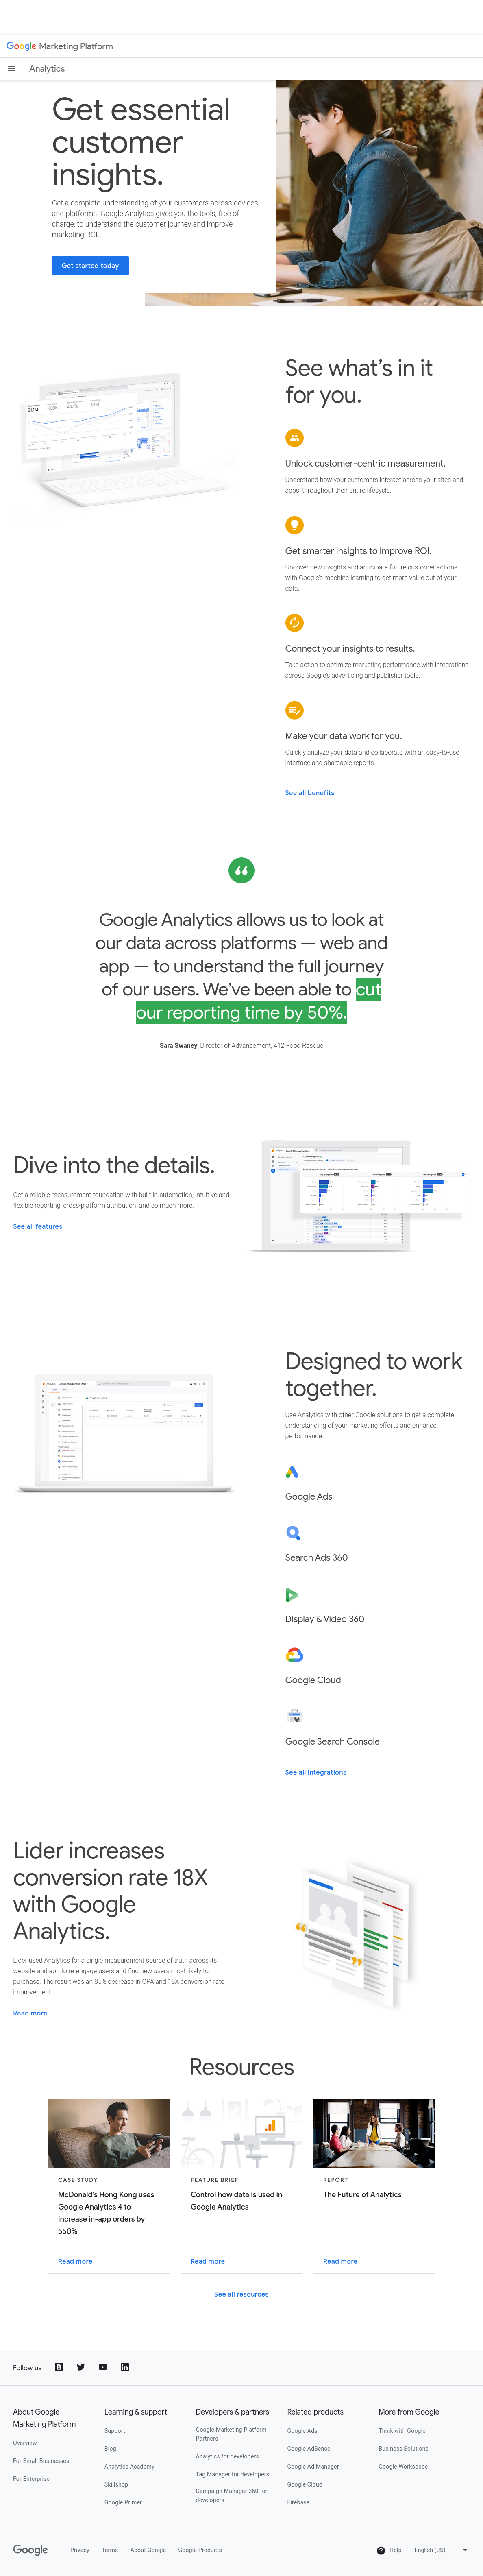 Google Marketing Platform
Analytics
Get essential
customer
insights.
Get a complete understanding of your customers across devices
and platforms. Google Analytics gives you the tools, free of
charge, to understand the customer journey and improve
marketing ROI.
Get started today
See what’s in it
for you.
Unlock customer-centric measurement.
Understand how your customers interact across your sites and
apps, throughout their entire lifecycle.
Get smarter insights to improve ROI.
Uncover new insights and anticipate future customer actions
with Google’s machine learning to get more value out of your
data.
Connect your insights to results.
Take action to optimize marketing performance with integrations
across Google’s advertising and publisher tools.
Make your data work for you.
Quickly analyze your data and collaborate with an easy-to-use
interface and shareable reports.
See all benefits
Google Analytics allows us to look at
our data across platforms — web and
app — to understand the full journey
of our users. We’ve been able to cut
our reporting time by 50%.
Sara Swaney, Director of Advancement, 412 Food Rescue
Dive into the details.
Get a reliable measurement foundation with built-in automation, intuitive and
flexible reporting, cross-platform attribution, and so much more.
See all features
Designed to work
together.
Use Analytics with other Google solutions to get a complete
understanding of your marketing efforts and enhance
performance.
Google Ads
Search Ads 360
Display & Video 360
Google Cloud
Google Search Console
See all integrations
Lider increases
conversion rate 18X
with Google
Analytics.
Lider used Analytics for a single measurement source of truth across its
website and app to re-engage users and find new users most likely to
purchase. The result was an 85% decrease in CPA and 18X conversion rate
improvement.
Read more
Resources
CASE STUDY
McDonald's Hong Kong uses
Google Analytics 4 to
increase in-app orders by
550%
Read more
FEATURE BRIEF
Control how data is used in
Google Analytics
Read more
REPORT
The Future of Analytics
Read more
See all resources
Follow us
About Google
Marketing Platform
Overview
For Small Businesses
For Enterprise
Learning & support
Support
Blog
Analytics Academy
Skillshop
Google Primer
Developers & partners
Google Marketing Platform
Partners
Analytics for developers
Tag Manager for developers
Campaign Manager 360 for
developers
Related products
Google Ads
Google AdSense
Google Ad Manager
Google Cloud
Firebase
More from Google
Think with Google
Business Solutions
Google Workspace
Google
Privacy
Terms
About Google
Google Products
Help
English (US)